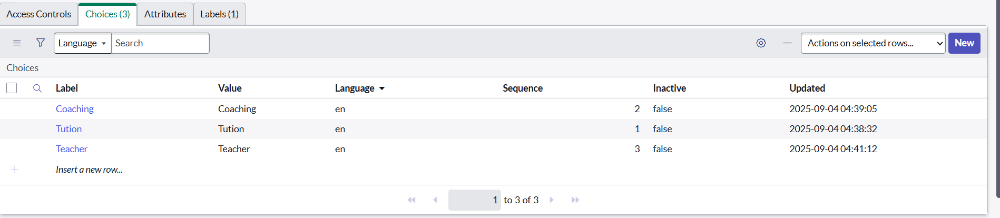 Access Controls Choices (3) Attributes Labels (1)
Language Search Actions on selected rows... New
Choices
Label Value Language Sequence Inactive Updated
Coaching Coaching en 2 false 2025-09-04 04:39:05
Tution Tution en 1 false 2025-09-04 04:38:32
Teacher Teacher en 3 false 2025-09-04 04:41:12
Insert a new row...
1 to 3 of 3